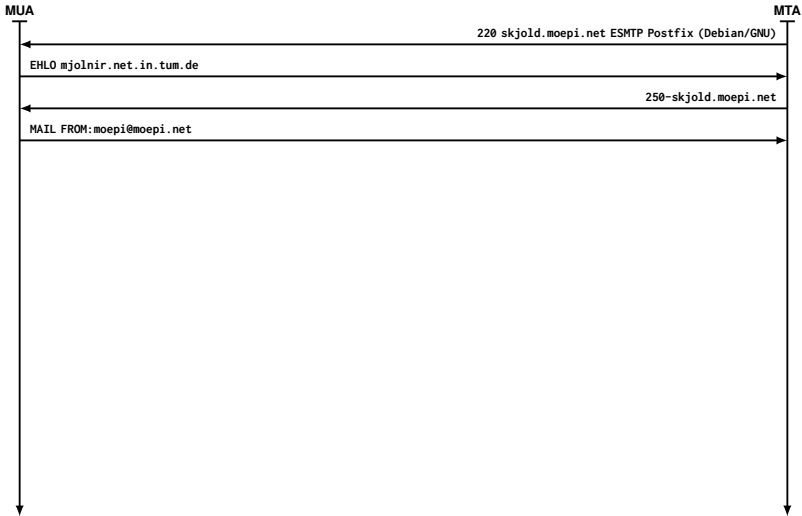 MUA
MTA
220 skjold.moepi.net ESMTP Postfix (Debian/GNU)
EHLO mjolnir.net.in.tum.de
250-skjold.moepi.net
MAIL FROM:moepi@moepi.net